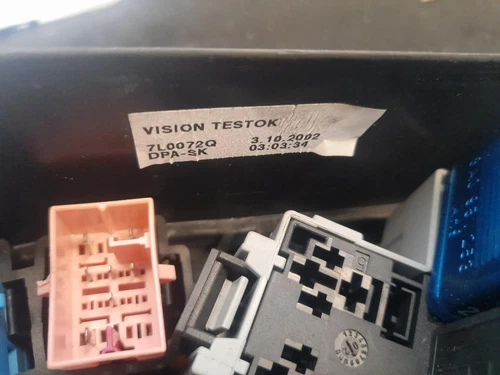 VISION TESTOK
7L0072Q 3.10.2002
DPA-SK 03:03:34